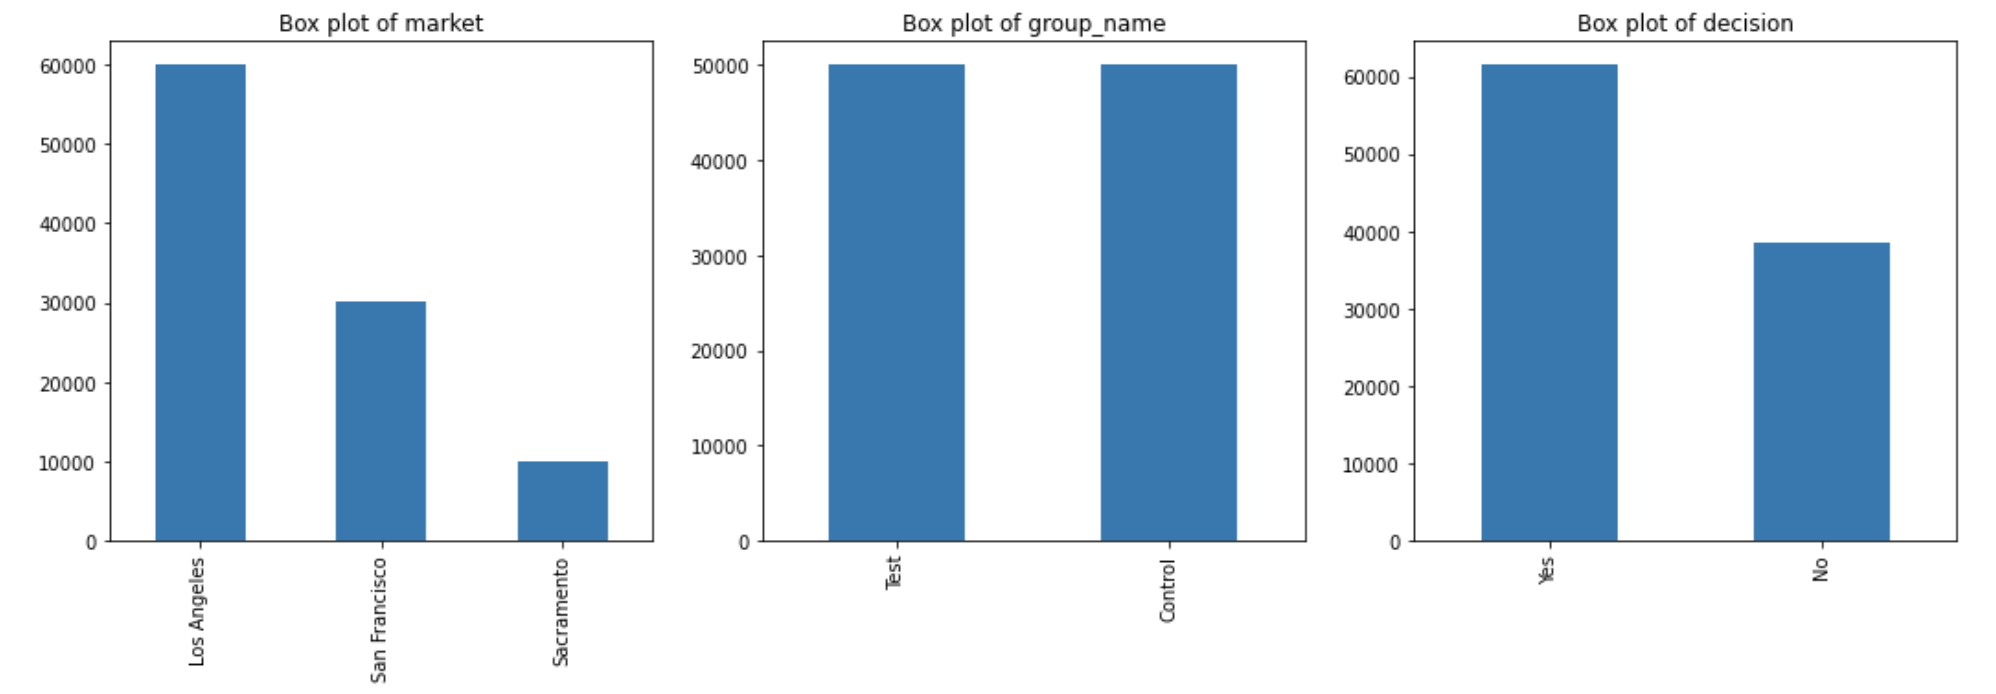 Box plot of market
60000
50000
40000
30000
20000
10000
0
Los Angeles
San Francisco
Sacramento
Box plot of group_name
50000
40000
30000
20000
10000
0
Test
Control
Box plot of decision
60000
50000
40000
30000
20000
10000
0
Yes
No